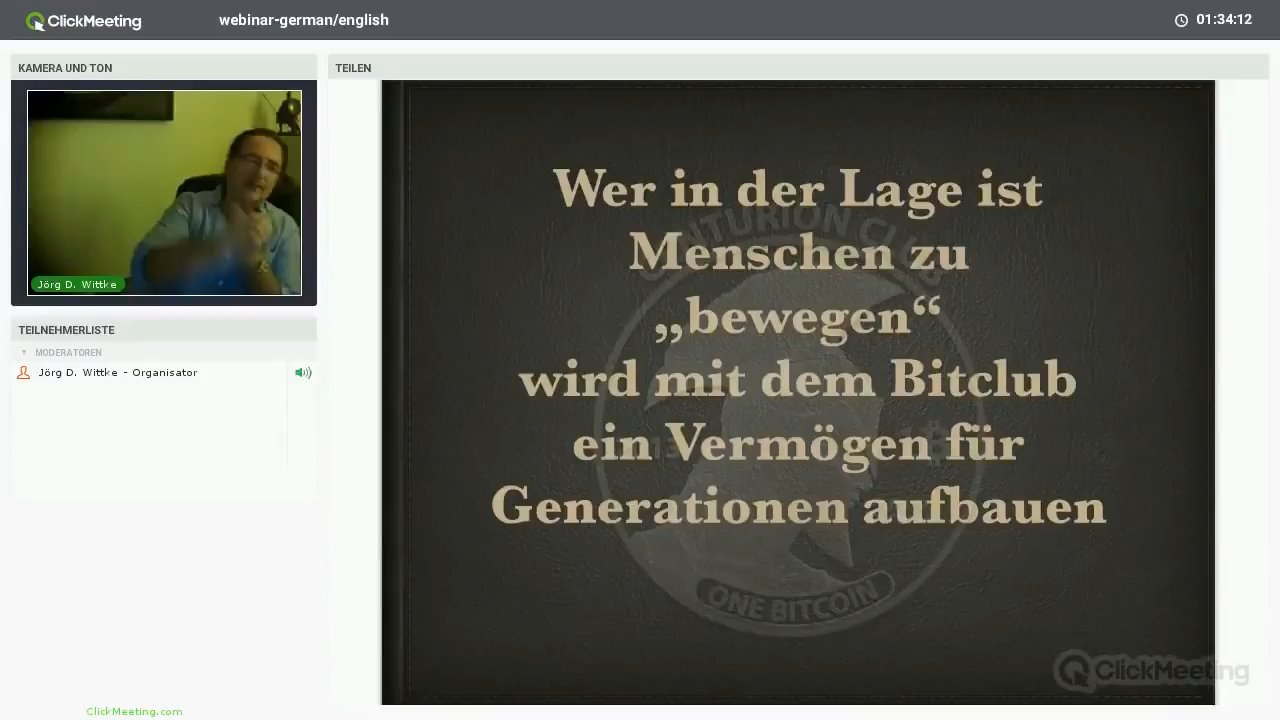 ClickMeeting
webinar-german/english
01:34:12
KAMERA UND TON
Jörg D. Wittke
TEILNEHMERLISTE
▾ MODERATOREN
Jörg D. Wittke - Organisator
TEILEN
Wer in der Lage ist
Menschen zu
„bewegen“
wird mit dem Bitclub
ein Vermögen für
Generationen aufbauen
CENTURION CLUB
ONE BITCOIN
ClickMeeting
ClickMeeting.com